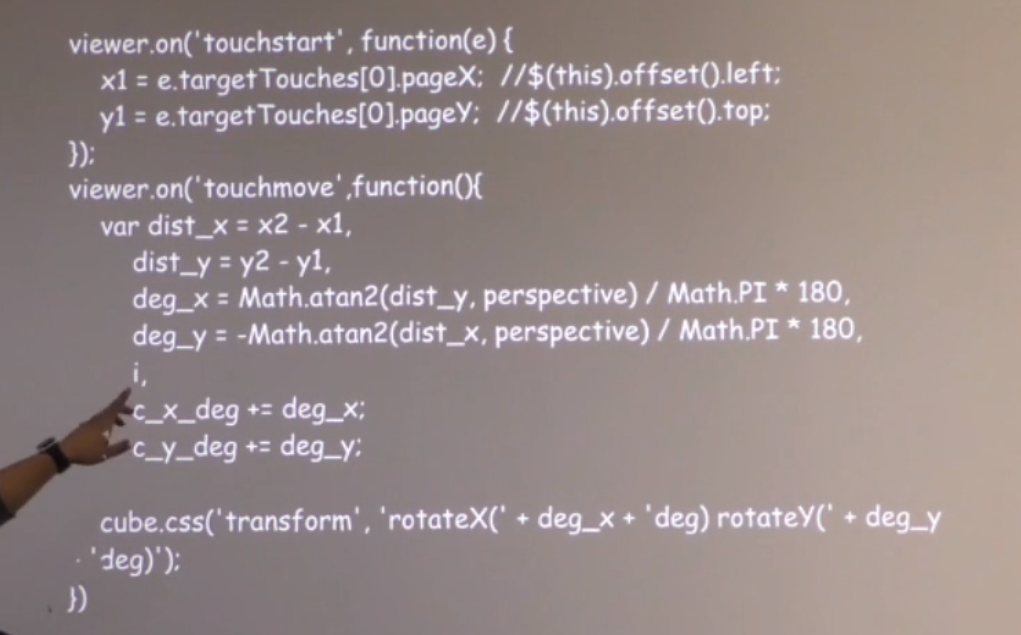 viewer.on('touchstart', function(e) {
x1 = e.targetTouches[0].pageX; //$(this).offset().left;
y1 = e.targetTouches[0].pageY; //$(this).offset().top;
});
viewer.on('touchmove',function(){
var dist_x = x2 - x1,
dist_y = y2 - y1,
deg_x = Math.atan2(dist_y, perspective) / Math.PI * 180,
deg_y = -Math.atan2(dist_x, perspective) / Math.PI * 180,
i,
c_x_deg += deg_x;
c_y_deg += deg_y;
cube.css('transform', 'rotateX(' + deg_x + 'deg) rotateY(' + deg_y
'deg)');
})